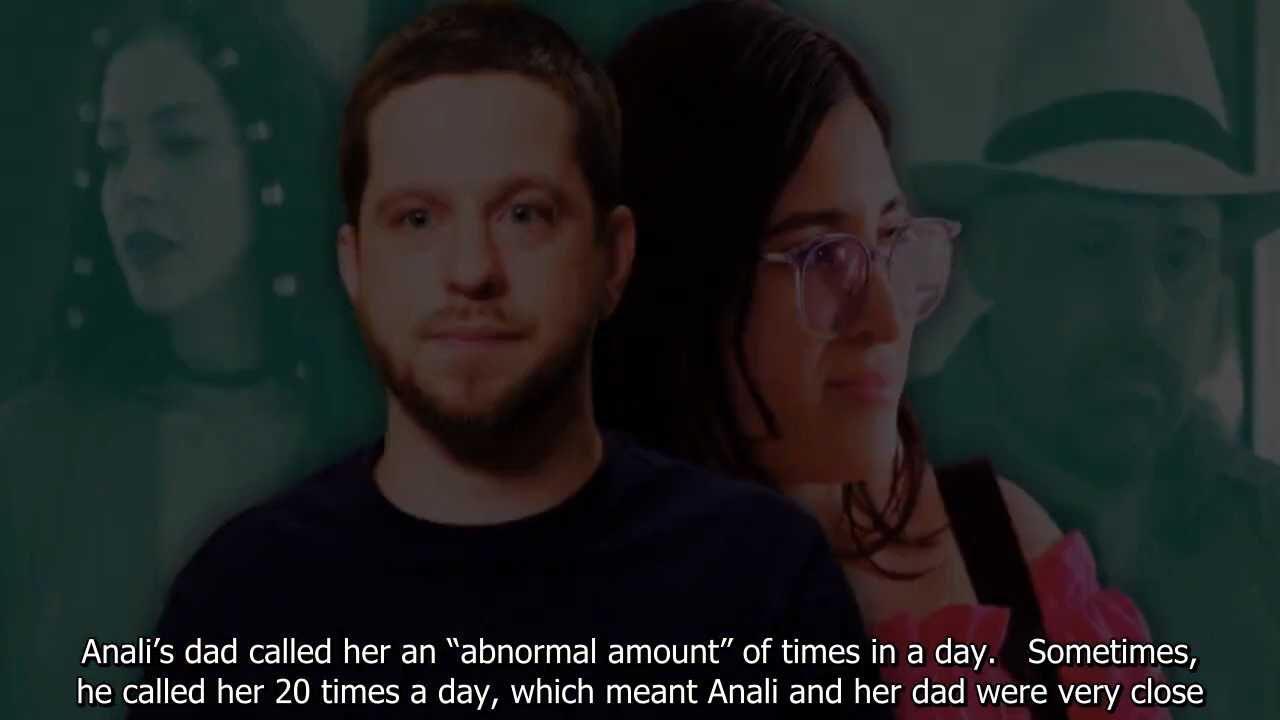 Anali’s dad called her an “abnormal amount” of times in a day. Sometimes,
he called her 20 times a day, which meant Anali and her dad were very close